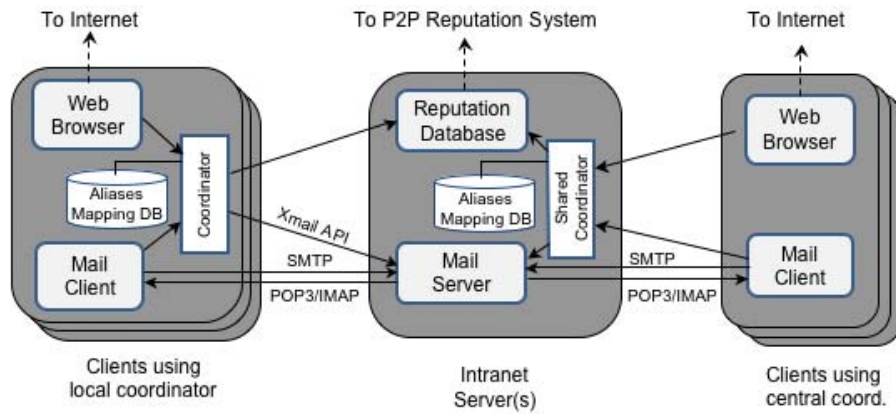 To Internet
To P2P Reputation System
To Internet
Web
Browser
Aliases
Mapping DB
Coordinator
Mail
Client
Xmail API
SMTP
POP3/IMAP
Reputation
Database
Aliases
Mapping DB
Shared
Coordinator
Mail
Server
SMTP
POP3/IMAP
Web
Browser
Mail
Client
Clients using
local coordinator
Intranet
Server(s)
Clients using
central coord.